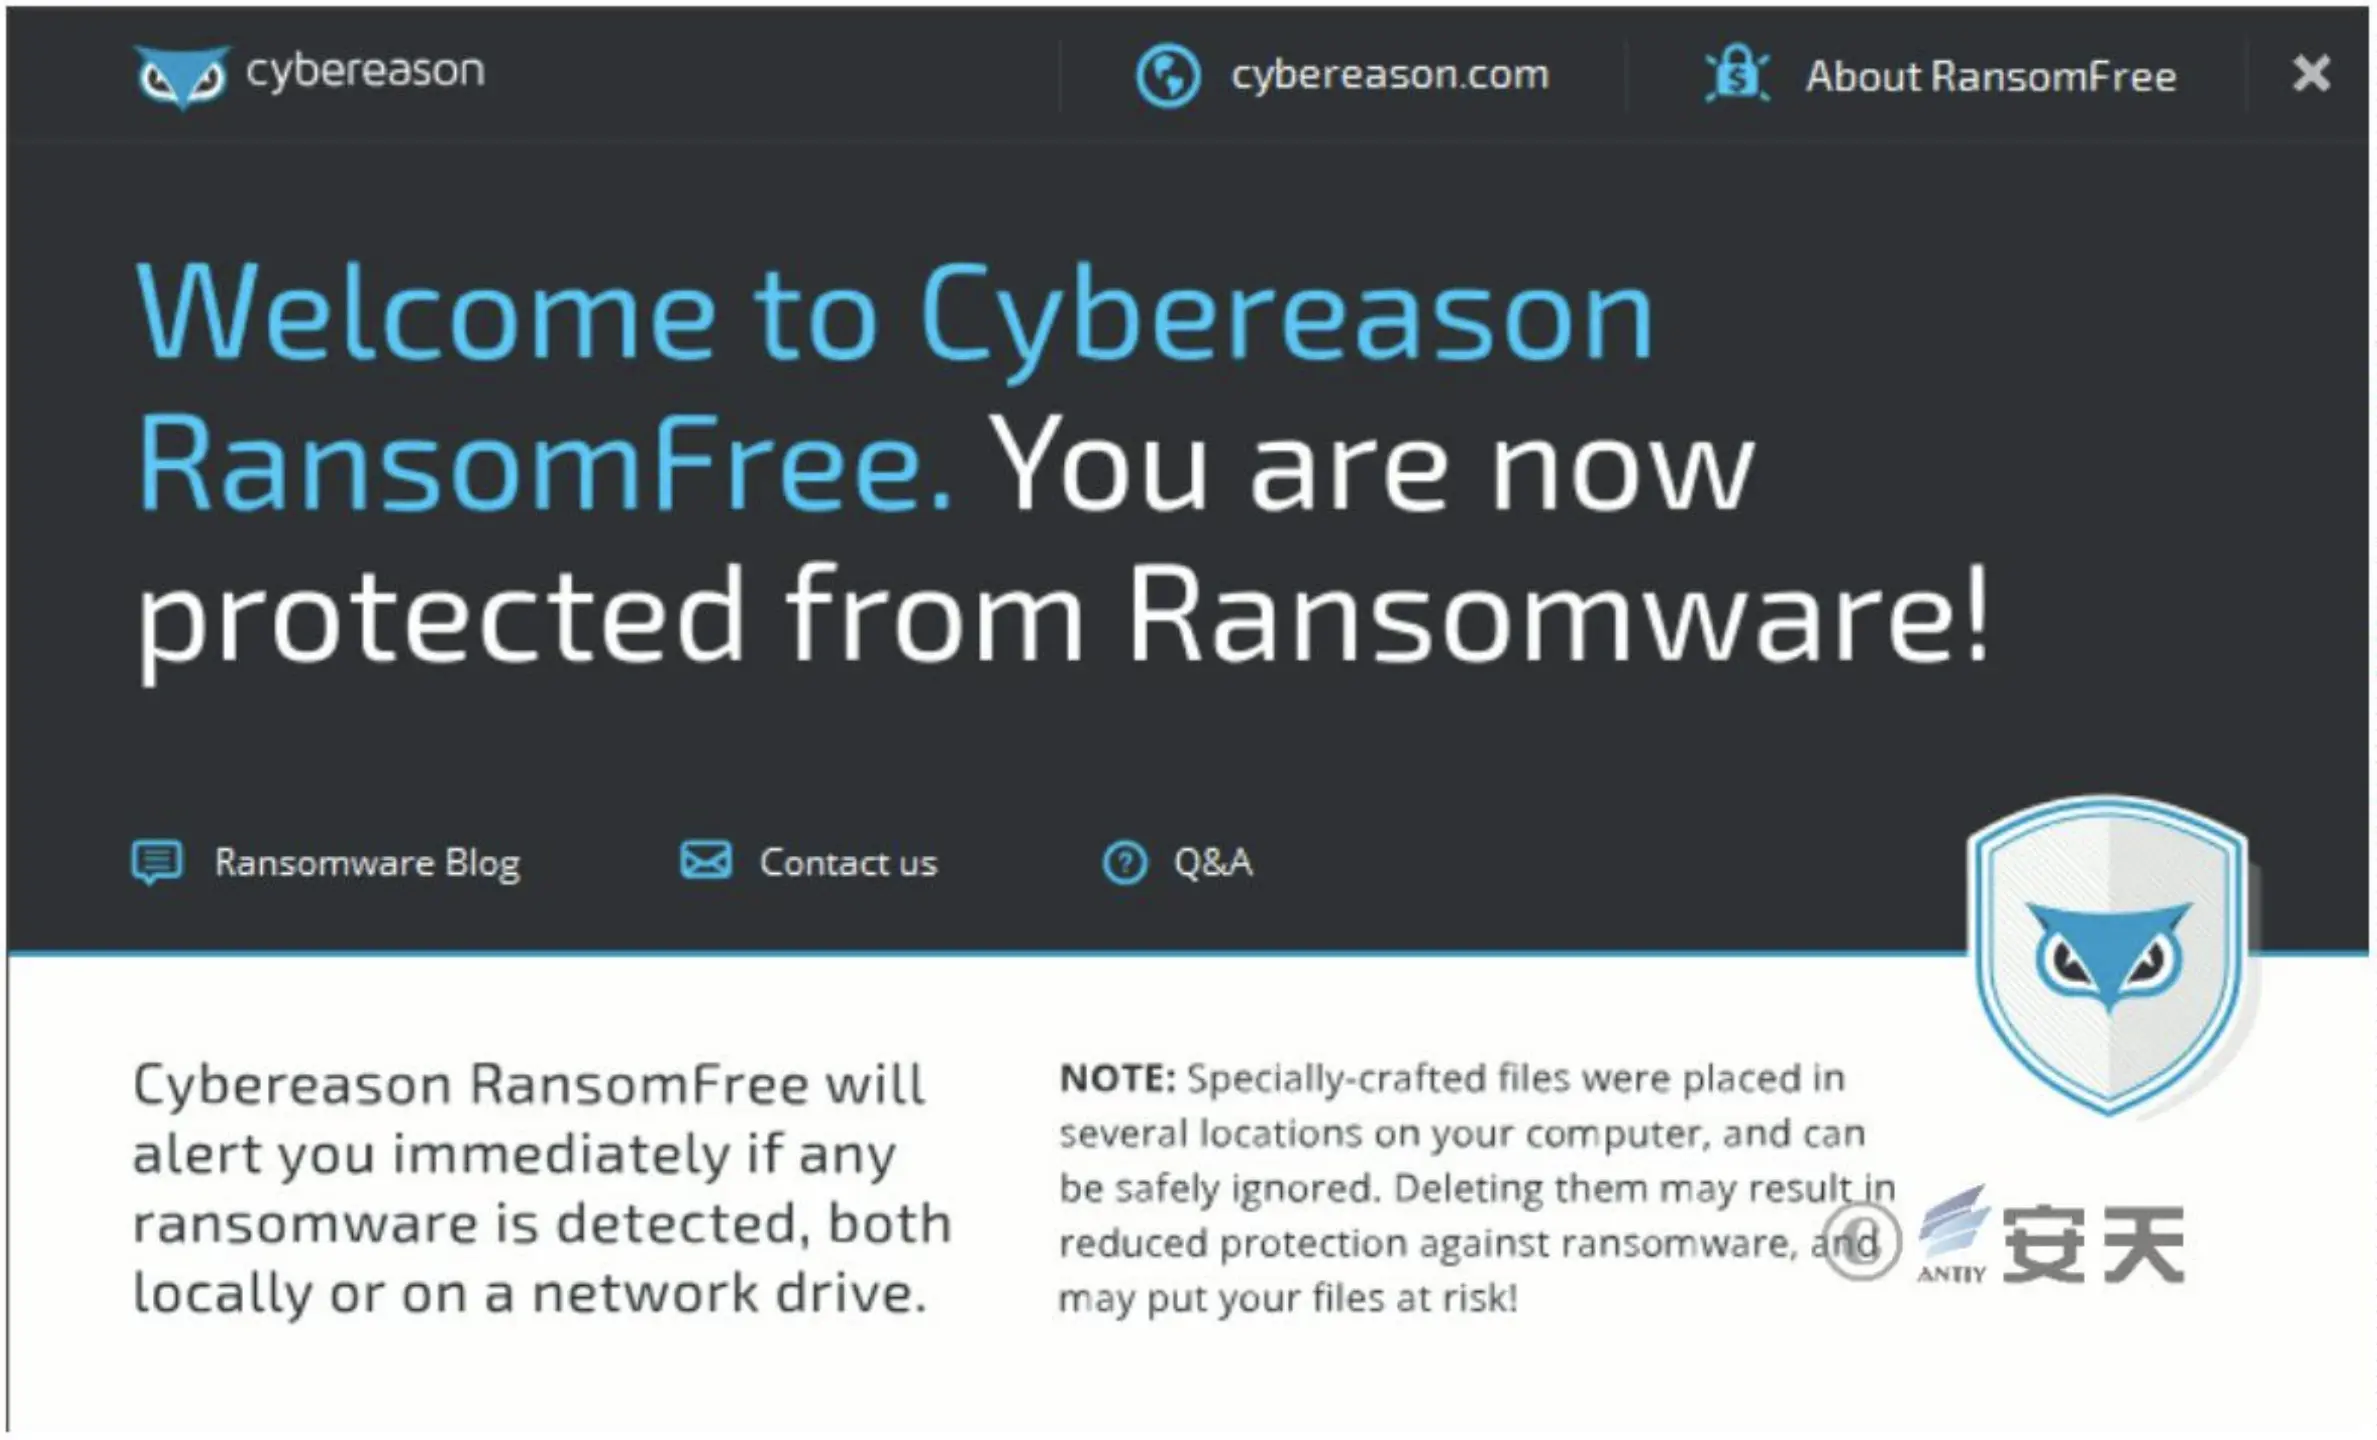 cybereason
cybereason.com
About RansomFree
Welcome to Cybereason
RansomFree. You are now
protected from Ransomware!
Ransomware Blog
Contact us
Q&A
Cybereason RansomFree will
alert you immediately if any
ransomware is detected, both
locally or on a network drive.
NOTE: Specially-crafted files were placed in
several locations on your computer, and can
be safely ignored. Deleting them may result in
reduced protection against ransomware, and
may put your files at risk!
© ANTIY 安天